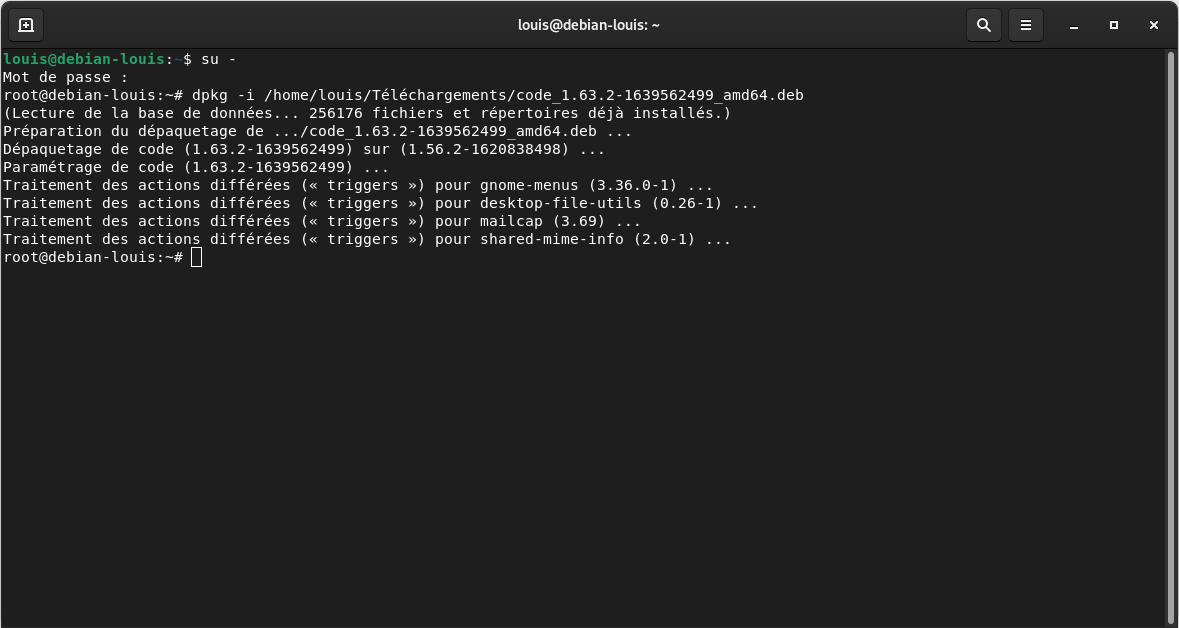 louis@debian-louis: ~
louis@debian-louis:~$ su -
Mot de passe :
root@debian-louis:~# dpkg -i /home/louis/Téléchargements/code_1.63.2-1639562499_amd64.deb
(Lecture de la base de données... 256176 fichiers et répertoires déjà installés.)
Préparation du dépaquetage de .../code_1.63.2-1639562499_amd64.deb ...
Dépaquetage de code (1.63.2-1639562499) sur (1.56.2-1620838498) ...
Paramétrage de code (1.63.2-1639562499) ...
Traitement des actions différées (« triggers ») pour gnome-menus (3.36.0-1) ...
Traitement des actions différées (« triggers ») pour desktop-file-utils (0.26-1) ...
Traitement des actions différées (« triggers ») pour mailcap (3.69) ...
Traitement des actions différées (« triggers ») pour shared-mime-info (2.0-1) ...
root@debian-louis:~#